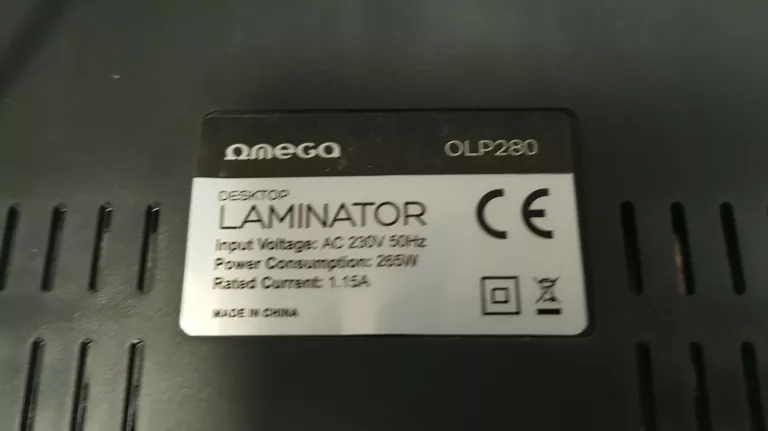 Ωmega OLP280
DESKTOP
LAMINATOR
Input Voltage: AC 230V 50Hz
Power Consumption: 265W
Rated Current: 1.15A
MADE IN CHINA
CE